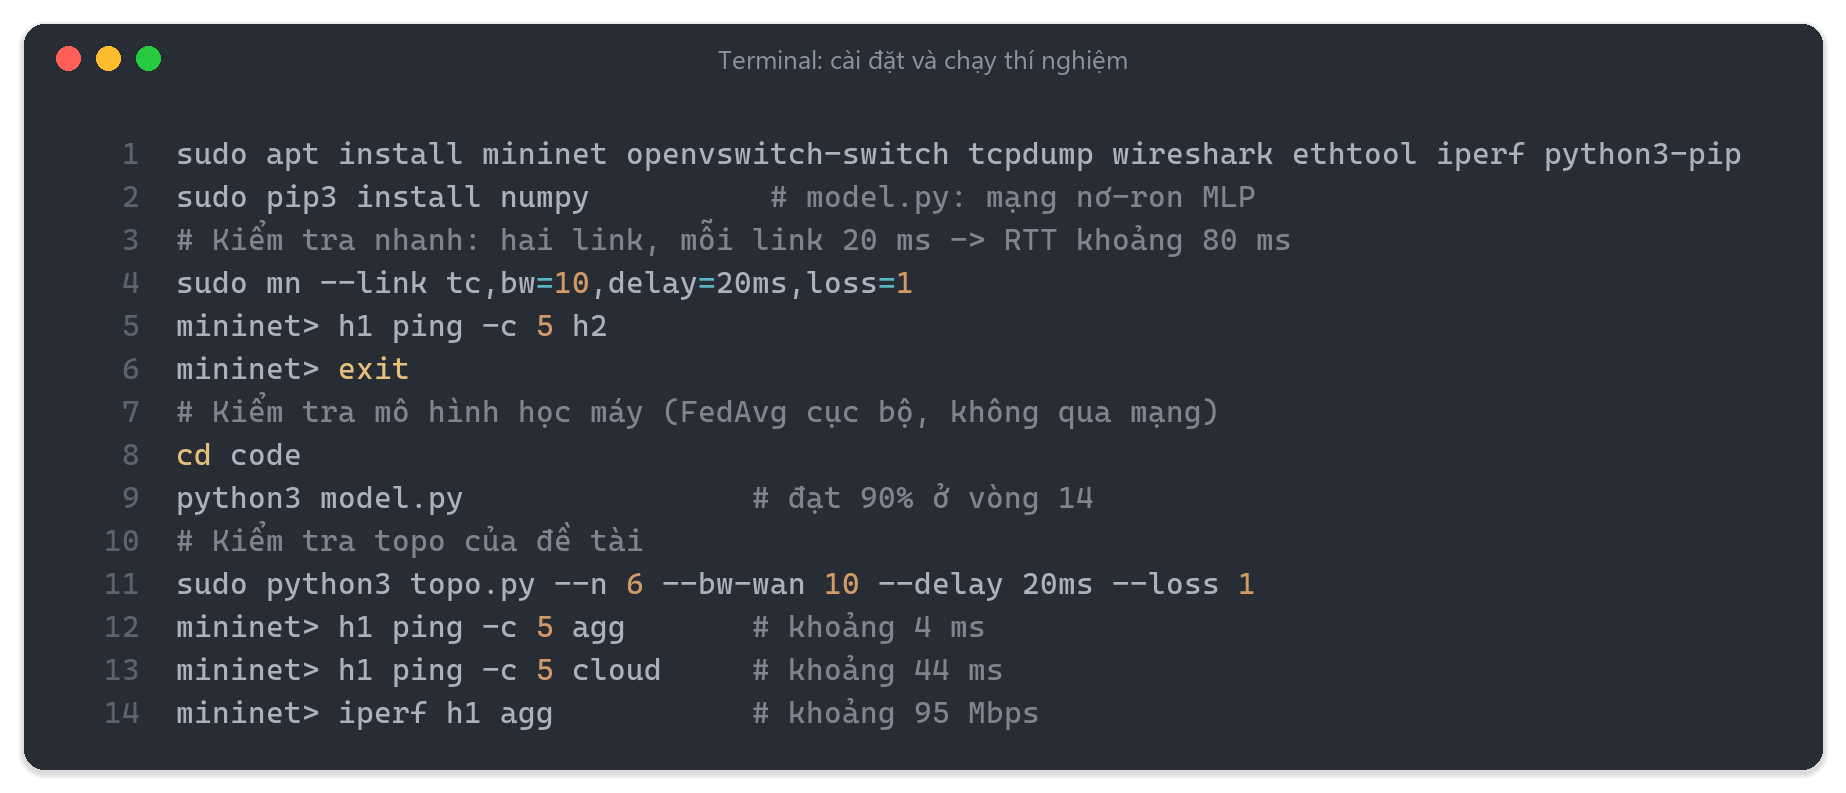 Terminal: cài đặt và chạy thí nghiệm
1 sudo apt install mininet openvswitch-switch tcpdump wireshark ethtool iperf python3-pip
2 sudo pip3 install numpy          # model.py: mạng nơ-ron MLP
3 # Kiểm tra nhanh: hai link, mỗi link 20 ms -> RTT khoảng 80 ms
4 sudo mn --link tc,bw=10,delay=20ms,loss=1
5 mininet> h1 ping -c 5 h2
6 mininet> exit
7 # Kiểm tra mô hình học máy (FedAvg cục bộ, không qua mạng)
8 cd code
9 python3 model.py                # đạt 90% ở vòng 14
10 # Kiểm tra topo của đề tài
11 sudo python3 topo.py --n 6 --bw-wan 10 --delay 20ms --loss 1
12 mininet> h1 ping -c 5 agg       # khoảng 4 ms
13 mininet> h1 ping -c 5 cloud     # khoảng 44 ms
14 mininet> iperf h1 agg           # khoảng 95 Mbps